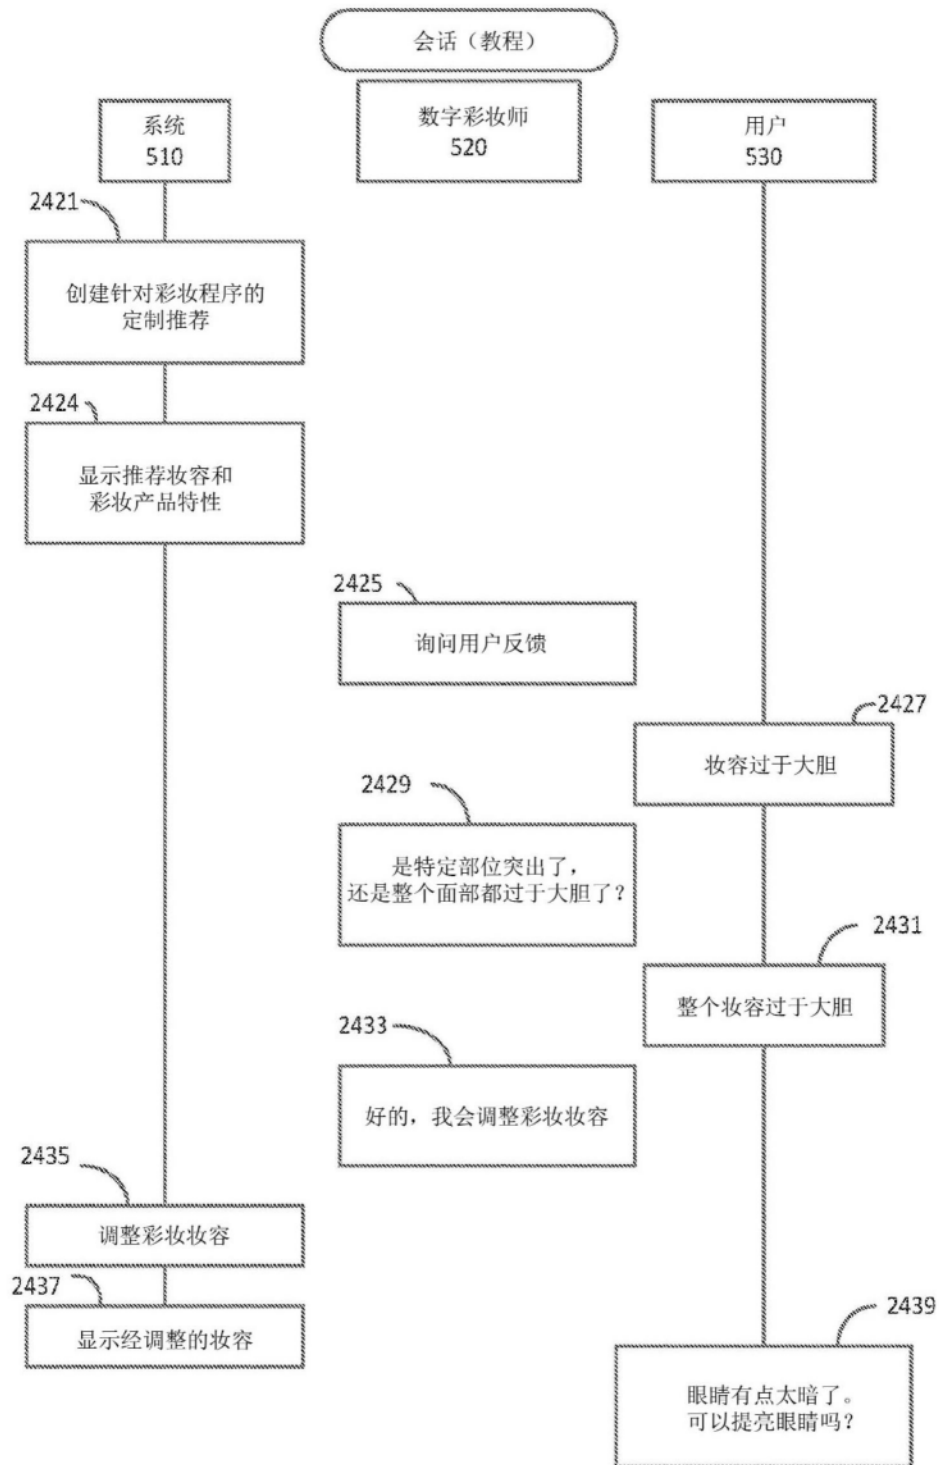 会话（教程）
系统
510
数字彩妆师
520
用户
530
2421
创建针对彩妆程序的
定制推荐
2424
显示推荐妆容和
彩妆产品特性
2425
询问用户反馈
2427
妆容过于大胆
2429
是特定部位突出了，
还是整个面部都过于大胆了？
2431
整个妆容过于大胆
2433
好的，我会调整彩妆妆容
2435
调整彩妆妆容
2437
显示经调整的妆容
2439
眼睛有点太暗了。
可以提亮眼睛吗？